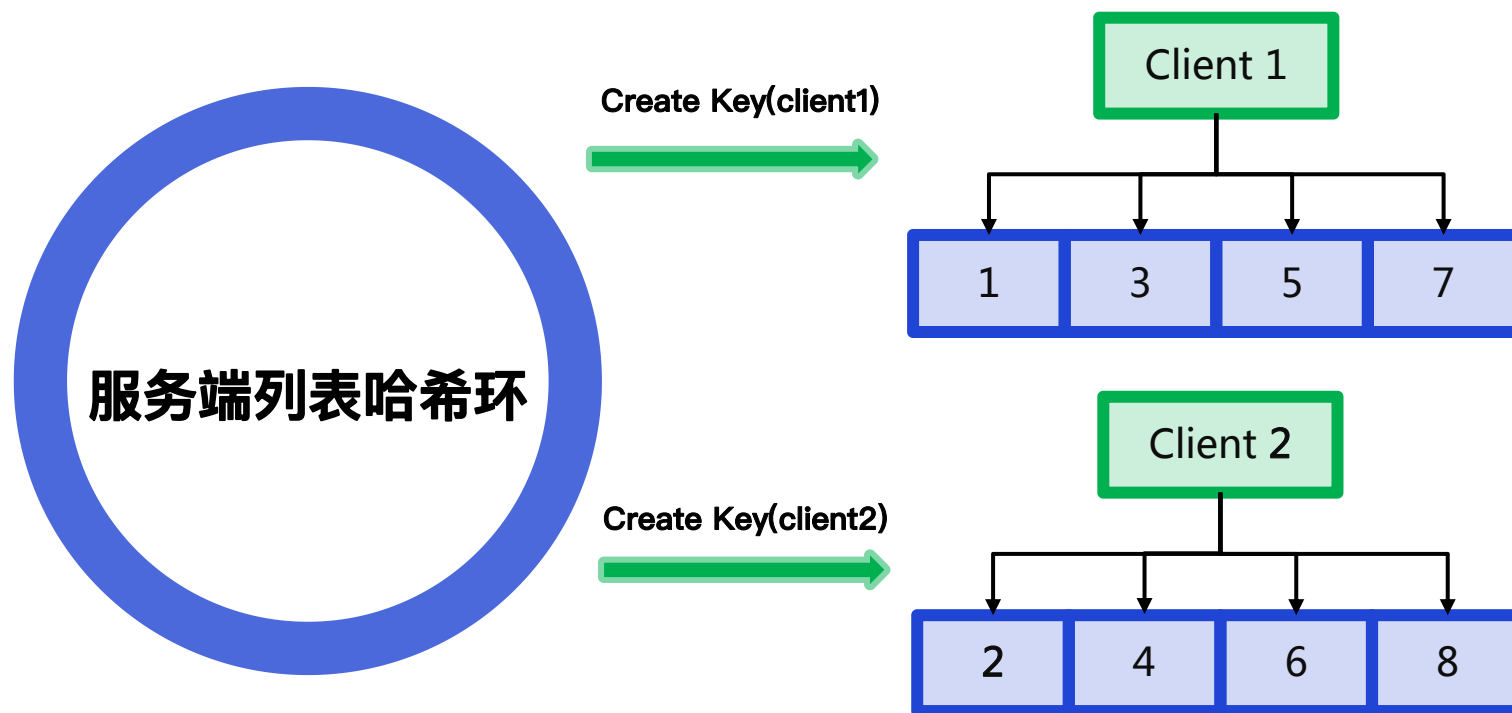 服务端列表哈希环
Create Key(client1)
Client 1
1 3 5 7
Create Key(client2)
Client 2
2 4 6 8